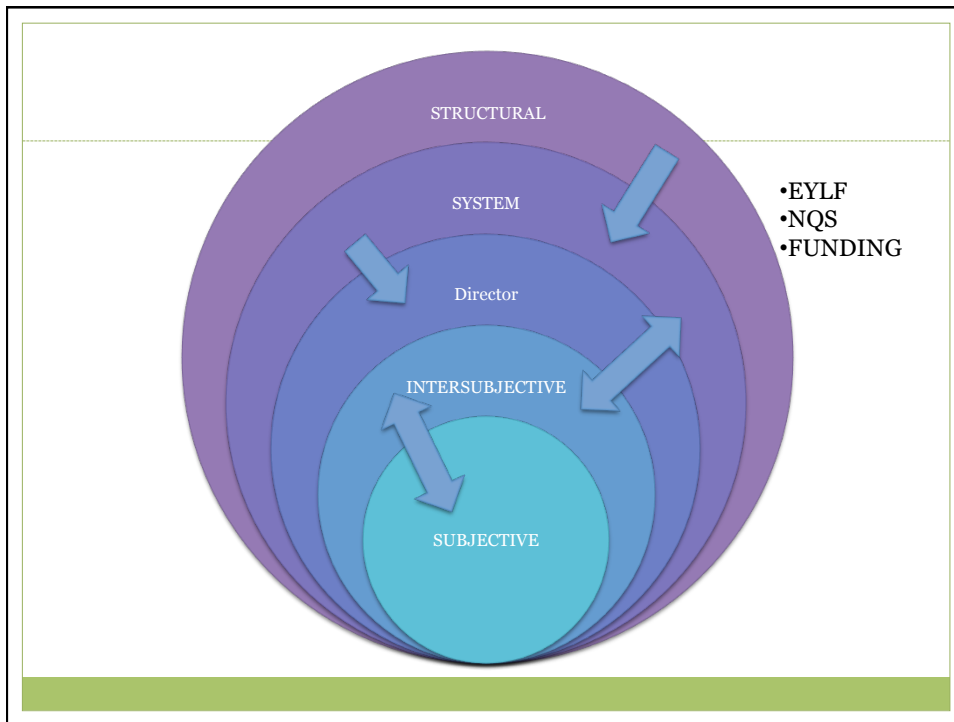 STRUCTURAL
SYSTEM
Director
INTERSUBJECTIVE
SUBJECTIVE
•EYLF
•NQS
•FUNDING